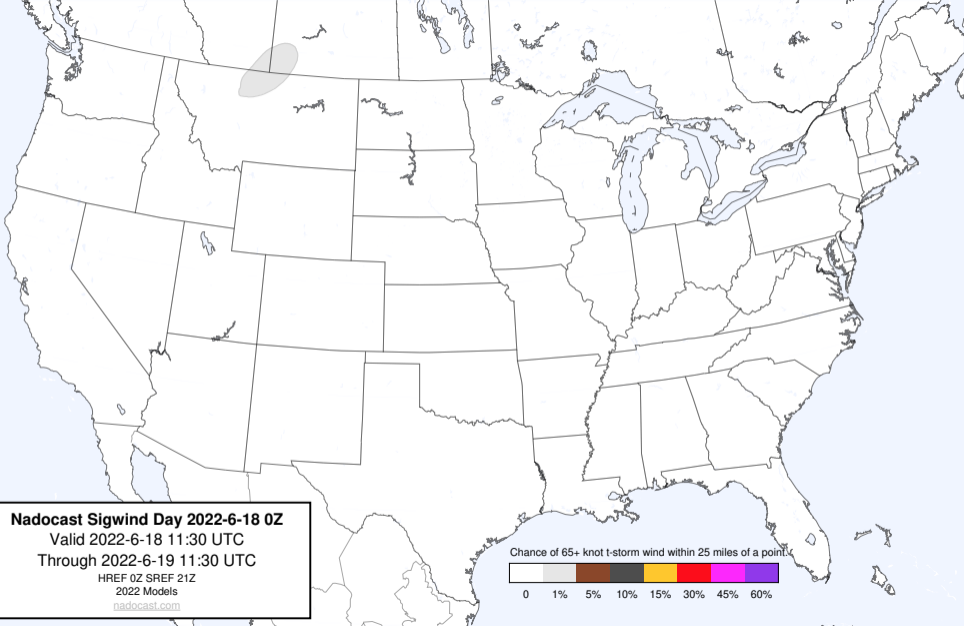 Nadocast Sigwind Day 2022-6-18 0Z
Valid 2022-6-18 11:30 UTC
Through 2022-6-19 11:30 UTC
HREF 0Z SREF 21Z
2022 Models
nadocast.com
Chance of 65+ knot t-storm wind within 25 miles of a point.
0 1% 5% 10% 15% 30% 45% 60%